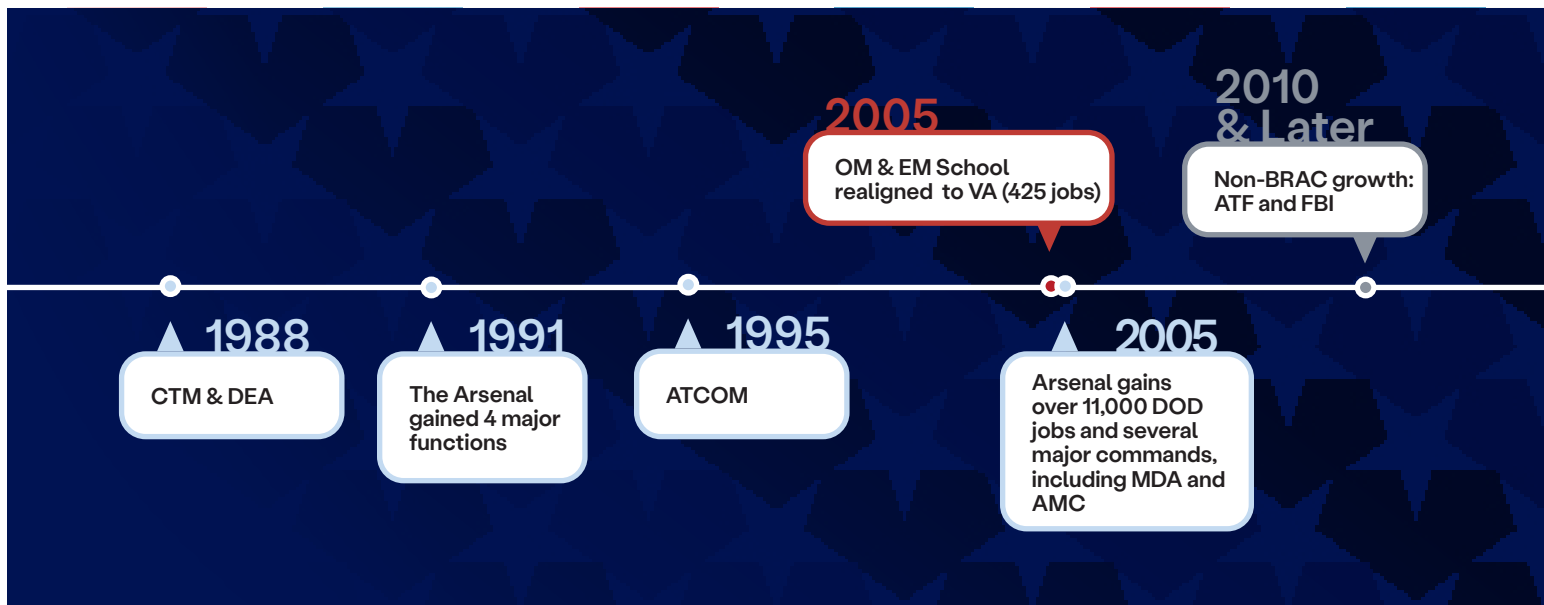 1988
CTM & DEA
1991
The Arsenal
gained 4 major
functions
1995
ATCOM
2005
OM & EM School
realigned to VA (425 jobs)
2005
Arsenal gains
over 11,000 DOD
jobs and several
major commands,
including MDA and
AMC
2010
& Later
Non-BRAC growth:
ATF and FBI